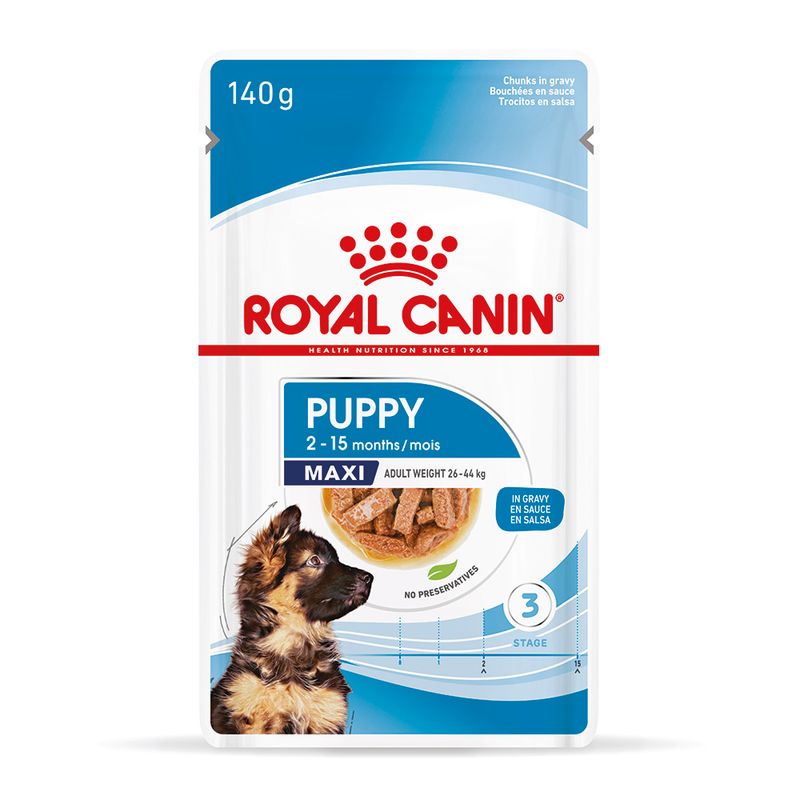 140g
Chunks in gravy
Bouchées en sauce
Trocitos en salsa
ROYAL CANIN®
HEALTH NUTRITION SINCE 1968
PUPPY
2 - 15 months/mois
MAXI
ADULT WEIGHT 26-44 kg
IN GRAVY
EN SAUCE
EN SALSA
NO PRESERVATIVES
3
STAGE
2
15